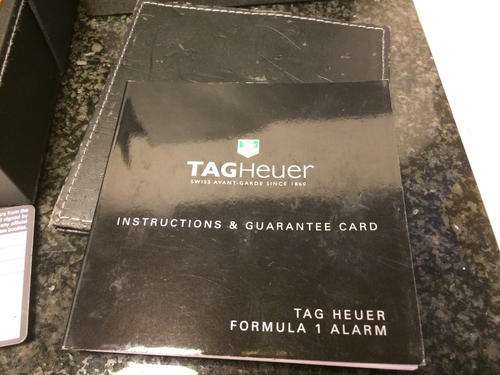 TAGHeuer
SWISS AVANT-GARDE SINCE 1860
INSTRUCTIONS & GUARANTEE CARD
TAG HEUER
FORMULA 1 ALARM